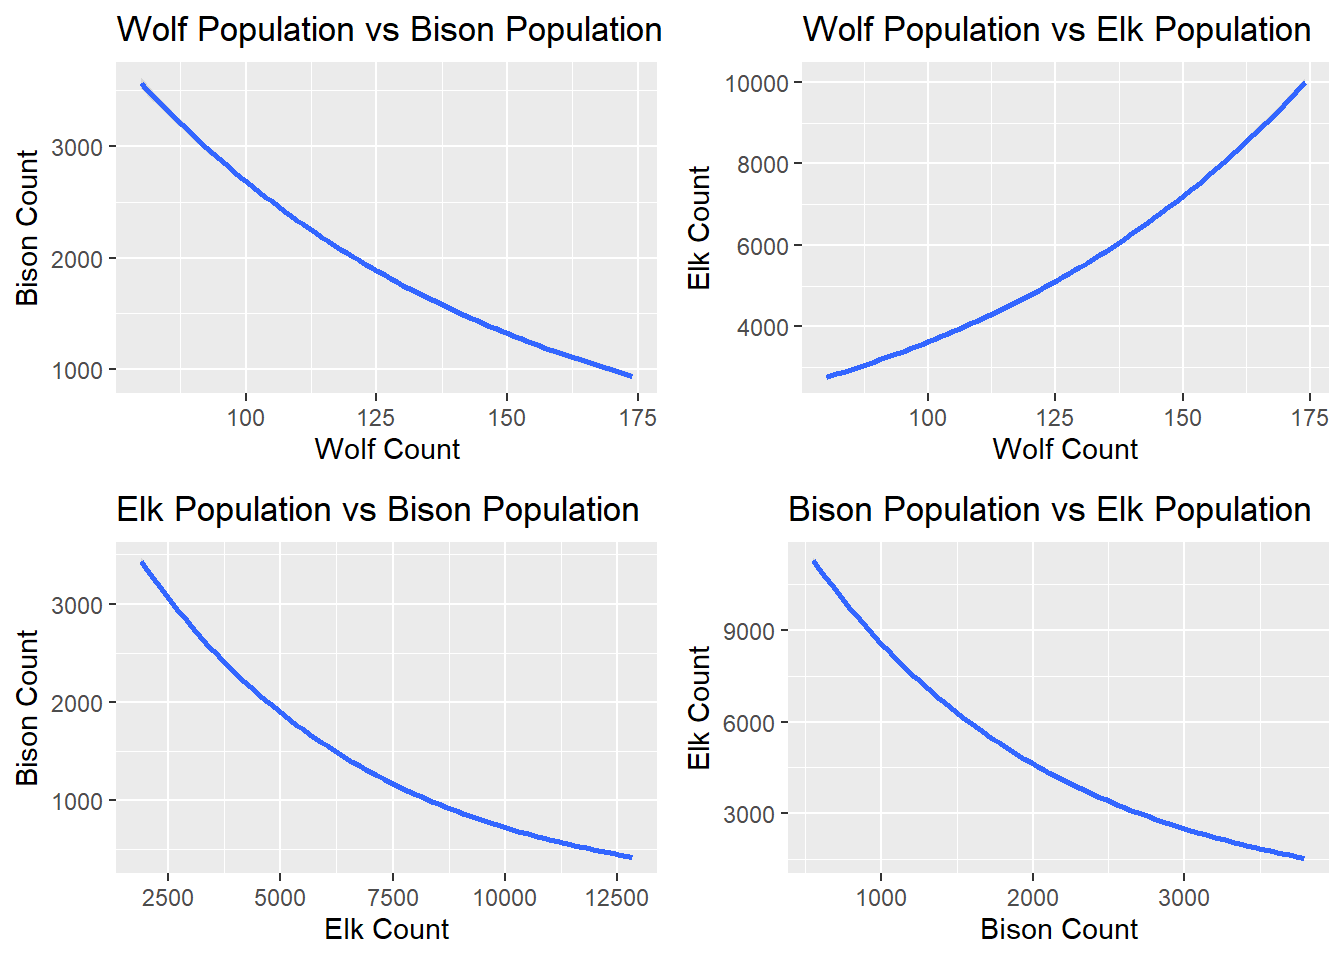 Wolf Population vs Bison Population
3000
2000
1000
Bison Count
100 125 150 175
Wolf Count
Wolf Population vs Elk Population
10000
8000
6000
4000
Elk Count
100 125 150 175
Wolf Count
Elk Population vs Bison Population
3000
2000
1000
Bison Count
2500 5000 7500 10000 12500
Elk Count
Bison Population vs Elk Population
9000
6000
3000
Elk Count
1000 2000 3000
Bison Count